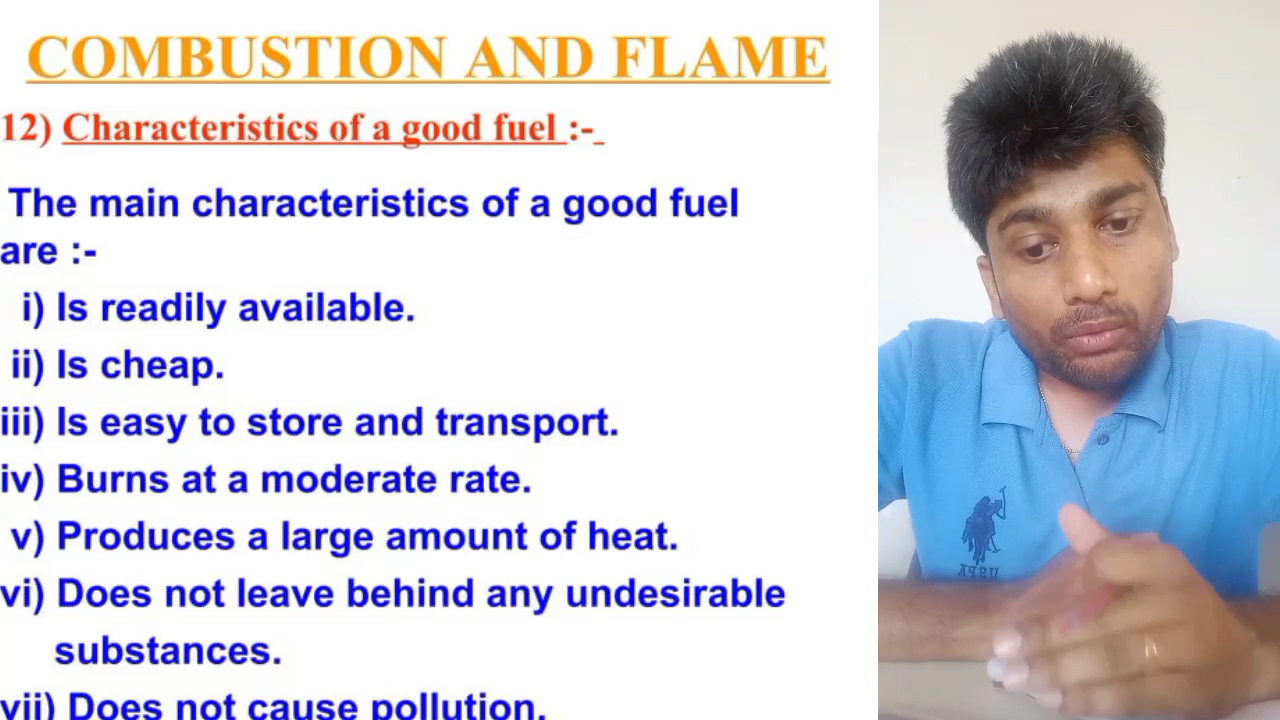 COMBUSTION AND FLAME
12) Characteristics of a good fuel :-
The main characteristics of a good fuel
are :-
i) Is readily available.
ii) Is cheap.
iii) Is easy to store and transport.
iv) Burns at a moderate rate.
v) Produces a large amount of heat.
vi) Does not leave behind any undesirable
substances.
vii) Does not cause pollution.
USPA